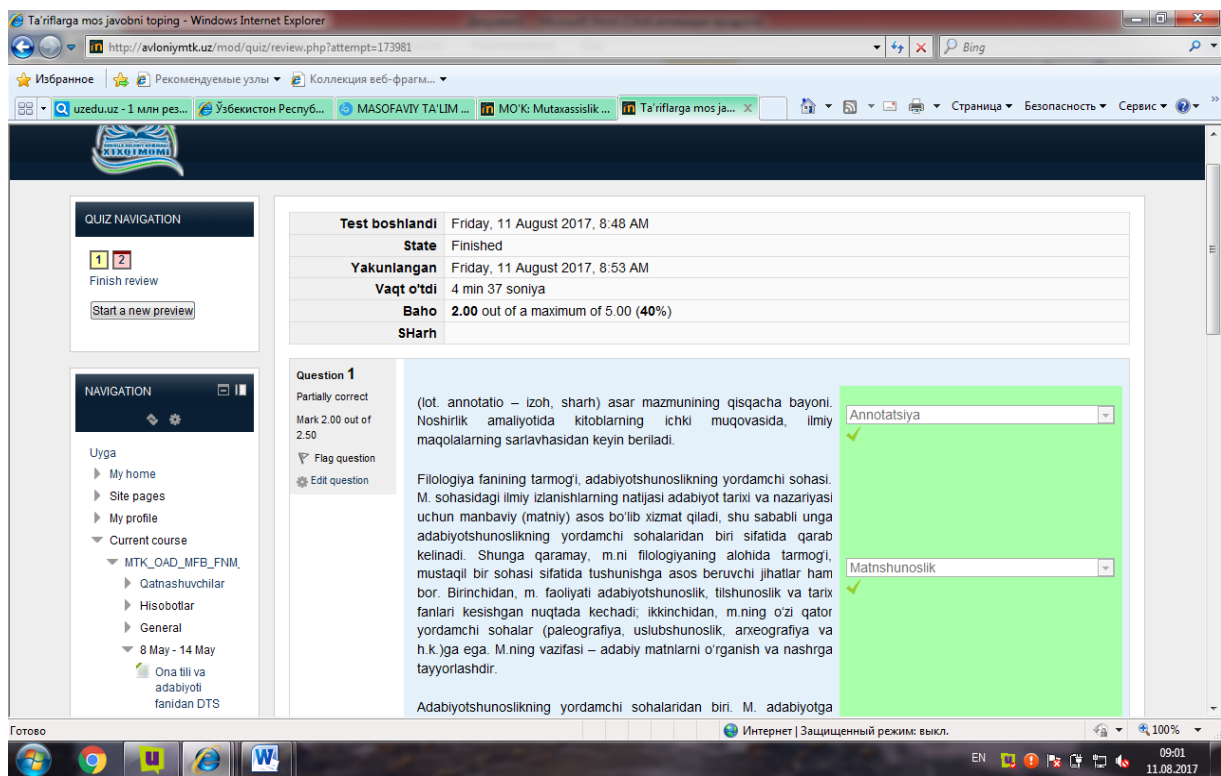 Ta'riflarga mos javobni toping - Windows Internet Explorer
http://avloniymtk.uz/mod/quiz/review.php?attempt=173981
Bing
Избранное
Рекомендуемые узлы
Коллекция веб-фрагм...
uzedu.uz - 1 млн рез...
Ўзбекистон Респуб...
MASOFAVIY TA'LIM ...
MO'K: Mutaxassislik ...
Ta'riflarga mos ja...
Страница
Безопасность
Сервис
XTXQTMOMI
QUIZ NAVIGATION
1 2
Finish review
Start a new preview
NAVIGATION
Uyga
My home
Site pages
My profile
Current course
MTK_OAD_MFB_FNM,
Qatnashuvchilar
Hisobotlar
General
8 May - 14 May
Ona tili va
adabiyoti
fanidan DTS
Test boshlandi Friday, 11 August 2017, 8:48 AM
State Finished
Yakunlangan Friday, 11 August 2017, 8:53 AM
Vaqt o'tdi 4 min 37 soniya
Baho 2.00 out of a maximum of 5.00 (40%)
SHarh
Question 1
Partially correct
Mark 2.00 out of
2.50
Flag question
Edit question
(lot. annotatio – izoh, sharh) asar mazmunining qisqacha bayoni.
Noshirlik amaliyotida kitoblarning ichki muqovasida, ilmiy
maqolalarning sarlavhasidan keyin beriladi.
Annotatsiya
Filologiya fanining tarmog'i, adabiyotshunoslikning yordamchi sohasi.
M. sohasidagi ilmiy izlanishlarning natijasi adabiyot tarixi va nazariyasi
uchun manbaviy (matniy) asos bo'lib xizmat qiladi, shu sababli unga
adabiyotshunoslikning yordamchi sohalaridan biri sifatida qarab
kelinadi. Shunga qaramay, m.ni filologiyaning alohida tarmog'i,
mustaqil bir sohasi sifatida tushunishga asos beruvchi jihatlar ham
bor. Birinchidan, m. faoliyati adabiyotshunoslik, tilshunoslik va tarix
fanlari kesishgan nuqtada kechadi; ikkinchidan, m.ning o'zi qator
yordamchi sohalar (paleografiya, uslubshunoslik, arxeografiya va
h.k.)ga ega. M.ning vazifasi – adabiy matnlarni o'rganish va nashrga
tayyorlashdir.
Matnshunoslik
Adabiyotshunoslikning yordamchi sohalaridan biri. M. adabiyotga
Готово
Интернет | Защищенный режим: выкл.
100%
EN
09:01
11.08.2017